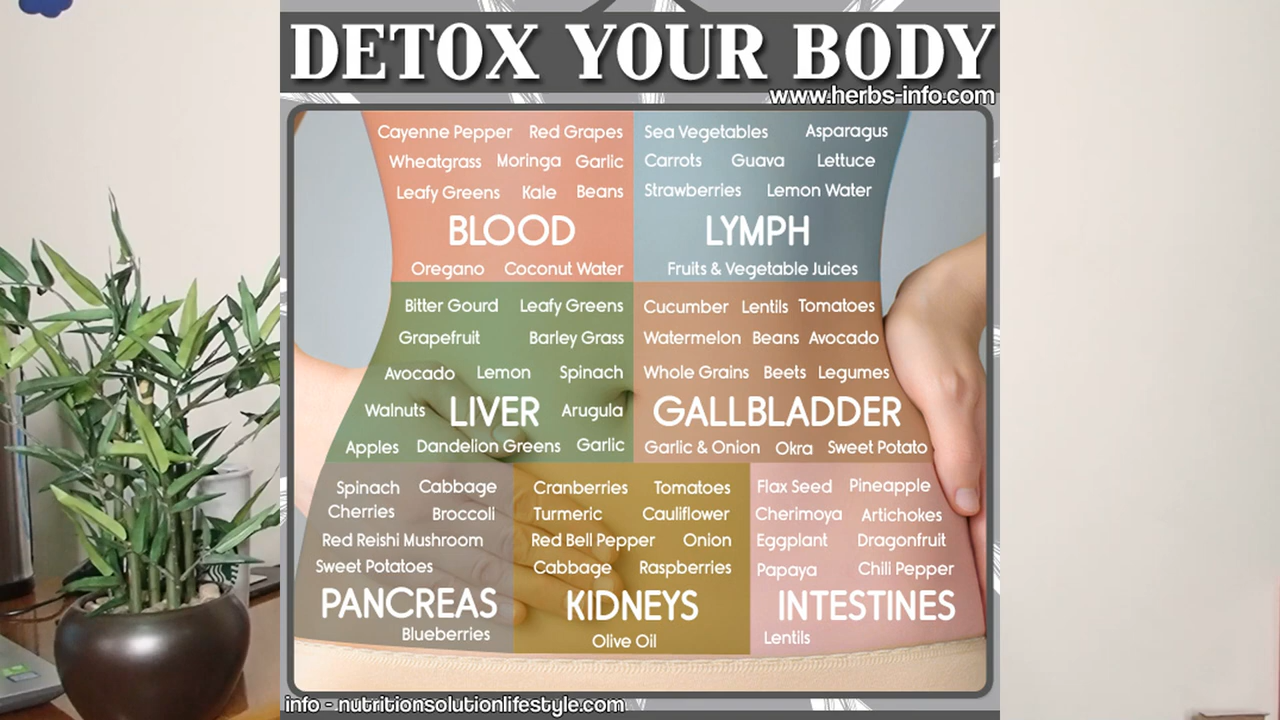 DETOX YOUR BODY
www.herbs-info.com
Cayenne Pepper Red Grapes
Wheatgrass Moringa Garlic
Leafy Greens Kale Beans
BLOOD
Oregano Coconut Water
Sea Vegetables Asparagus
Carrots Guava Lettuce
Strawberries Lemon Water
LYMPH
Fruits & Vegetable Juices
Bitter Gourd Leafy Greens
Grapefruit Barley Grass
Avocado Lemon Spinach
Walnuts LIVER Arugula
Apples Dandelion Greens Garlic
Cucumber Lentils Tomatoes
Watermelon Beans Avocado
Whole Grains Beets Legumes
GALLBLADDER
Garlic & Onion Okra Sweet Potato
Spinach Cabbage
Cherries Broccoli
Red Reishi Mushroom
Sweet Potatoes
PANCREAS
Blueberries
Cranberries Tomatoes
Turmeric Cauliflower
Red Bell Pepper Onion
Cabbage Raspberries
KIDNEYS
Olive Oil
Flax Seed Pineapple
Cherimoya Artichokes
Eggplant Dragonfruit
Papaya Chili Pepper
INTESTINES
Lentils
info - nutritionsolutionlifestyle.com